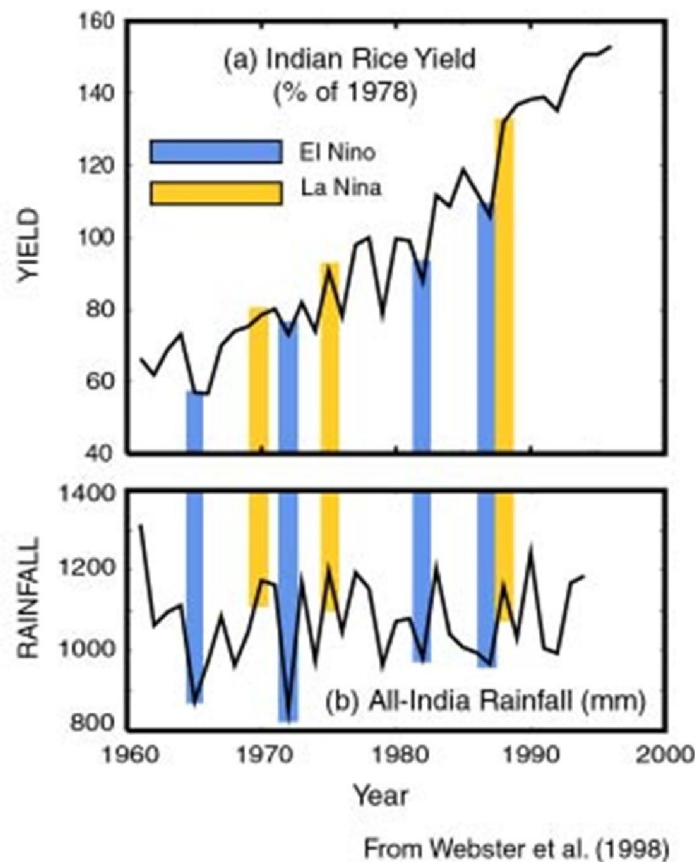 (a) Indian Rice Yield
(% of 1978)
El Nino
La Nina
YIELD
160
140
120
100
80
60
40
RAINFALL
1400
1200
1000
800
(b) All-India Rainfall (mm)
1960 1970 1980 1990 2000
Year
From Webster et al. (1998)